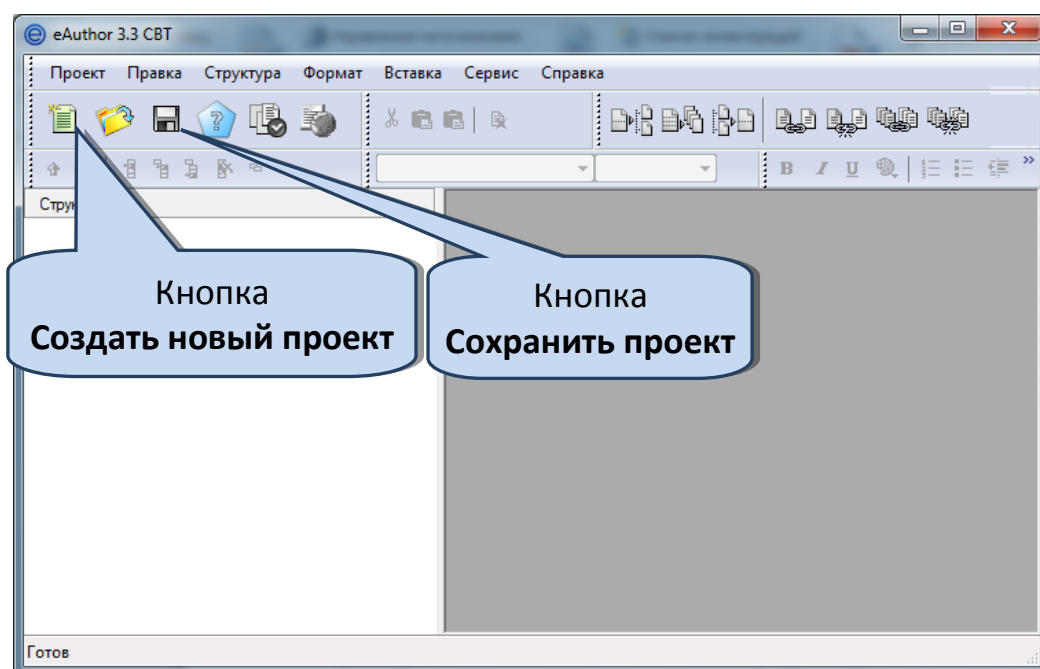 eAuthor 3.3 CBT
Проект Правка Структура Формат Вставка Сервис Справка
B I U »
Кнопка
Создать новый проект
Кнопка
Сохранить проект
Готов